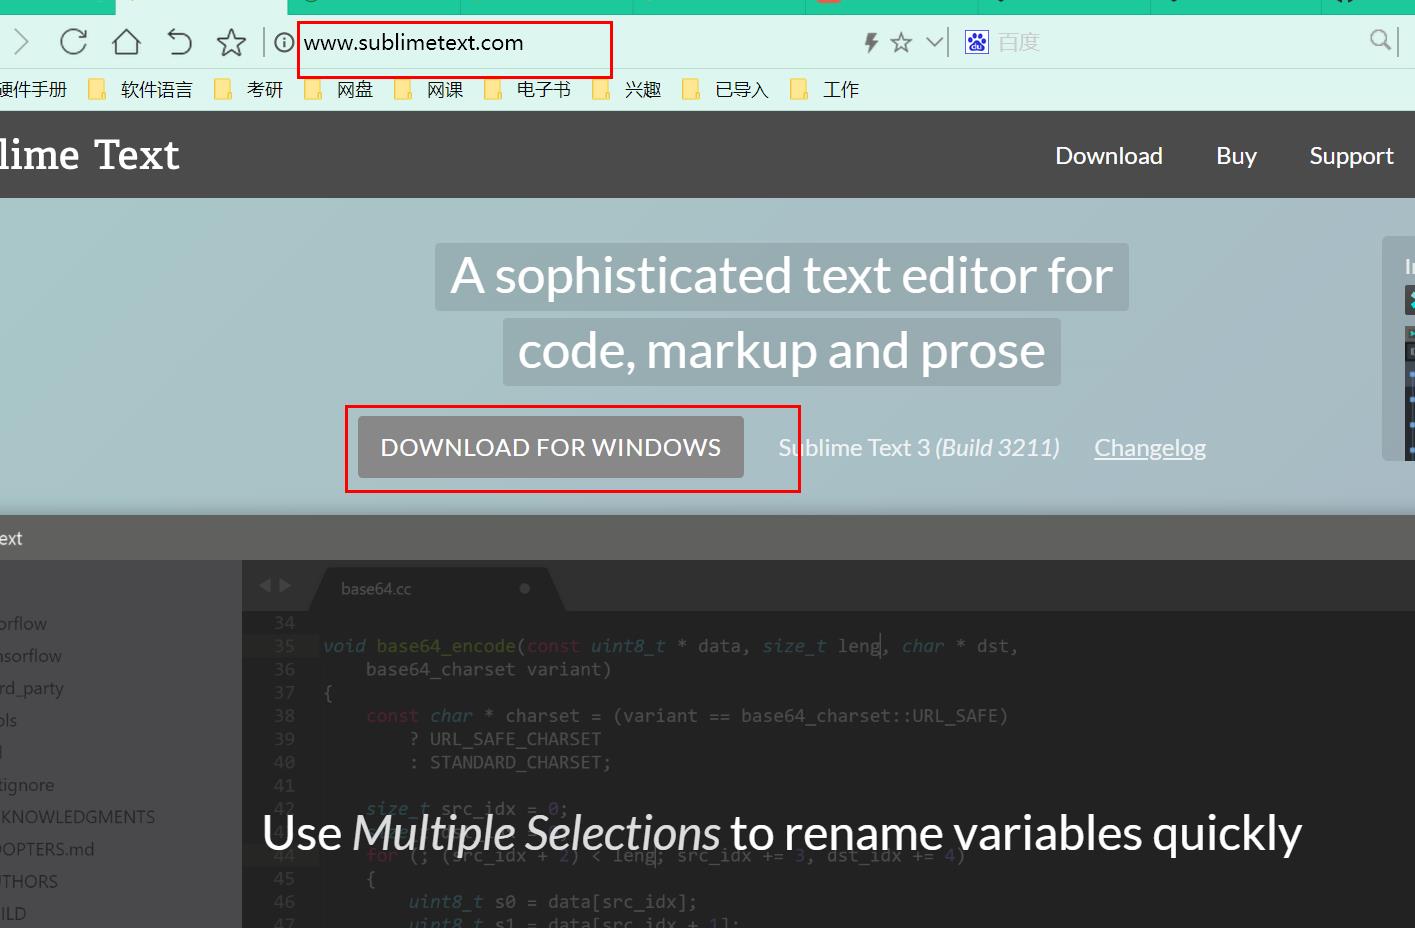 www.sublimetext.com
百度
硬件手册 软件语言 考研 网盘 网课 电子书 兴趣 已导入 工作
lime Text
Download Buy Support
A sophisticated text editor for
code, markup and prose
DOWNLOAD FOR WINDOWS Sublime Text 3 (Build 3211) Changelog
ext
base64.cc
orflow
nsorflow
rd_party
ols
tignore
KNOWLEDGMENTS
OPTERS.md
THORS
ILD
34
35 void base64_encode(const uint8_t * data, size_t leng, char * dst,
36 base64_charset variant)
37 {
38 const char * charset = (variant == base64_charset::URL_SAFE)
39 ? URL_SAFE_CHARSET
40 : STANDARD_CHARSET;
41
42 size_t src_idx = 0;
Use Multiple Selections to rename variables quickly
44 for (; (src_idx + 2) < leng; src_idx += 3, dst_idx += 4)
45 {
46 uint8_t s0 = data[src_idx];
47 uint8_t s1 = data[src_idx + 1];